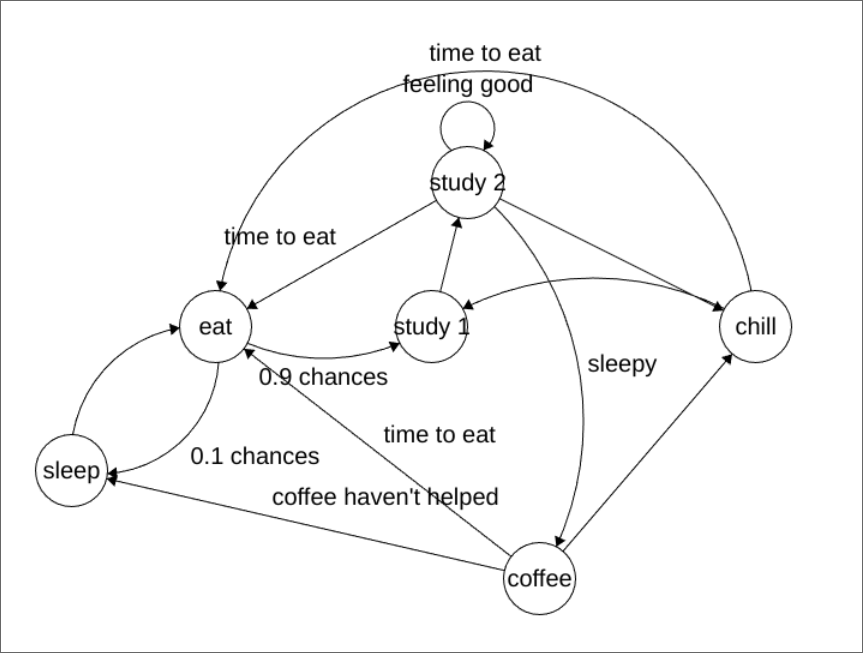 time to eat
feeling good
study 2
time to eat
eat
study 1
chill
sleepy
0.9 chances
time to eat
0.1 chances
sleep
coffee haven't helped
coffee